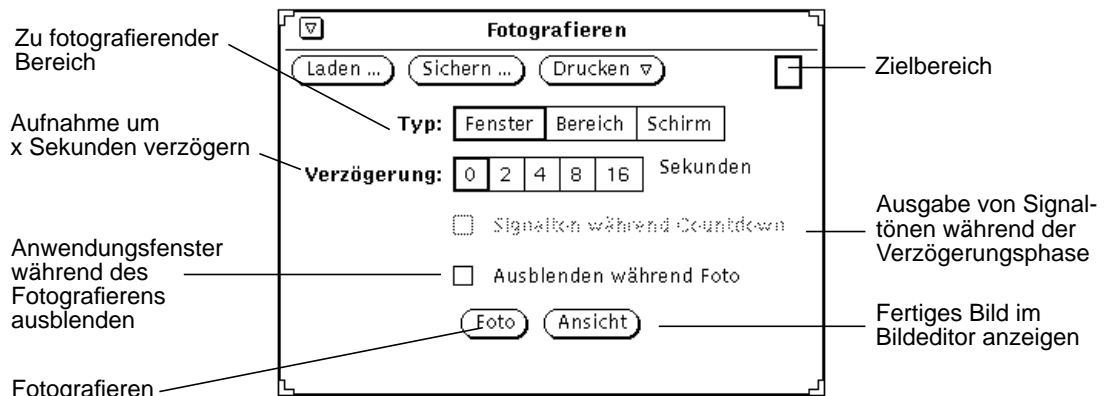 Zu fotografierender
Bereich
Aufnahme um
x Sekunden verzögern
Anwendungsfenster
während des
Fotografierens
ausblenden
Fotografieren
Fotografieren
Laden ... Sichern ... Drucken
Typ: Fenster Bereich Schirm
Verzögerung: 0 2 4 8 16 Sekunden
Signalton während Countdown
Ausblenden während Foto
Foto Ansicht
Zielbereich
Ausgabe von Signal-
tönen während der
Verzögerungsphase
Fertiges Bild im
Bildeditor anzeigen